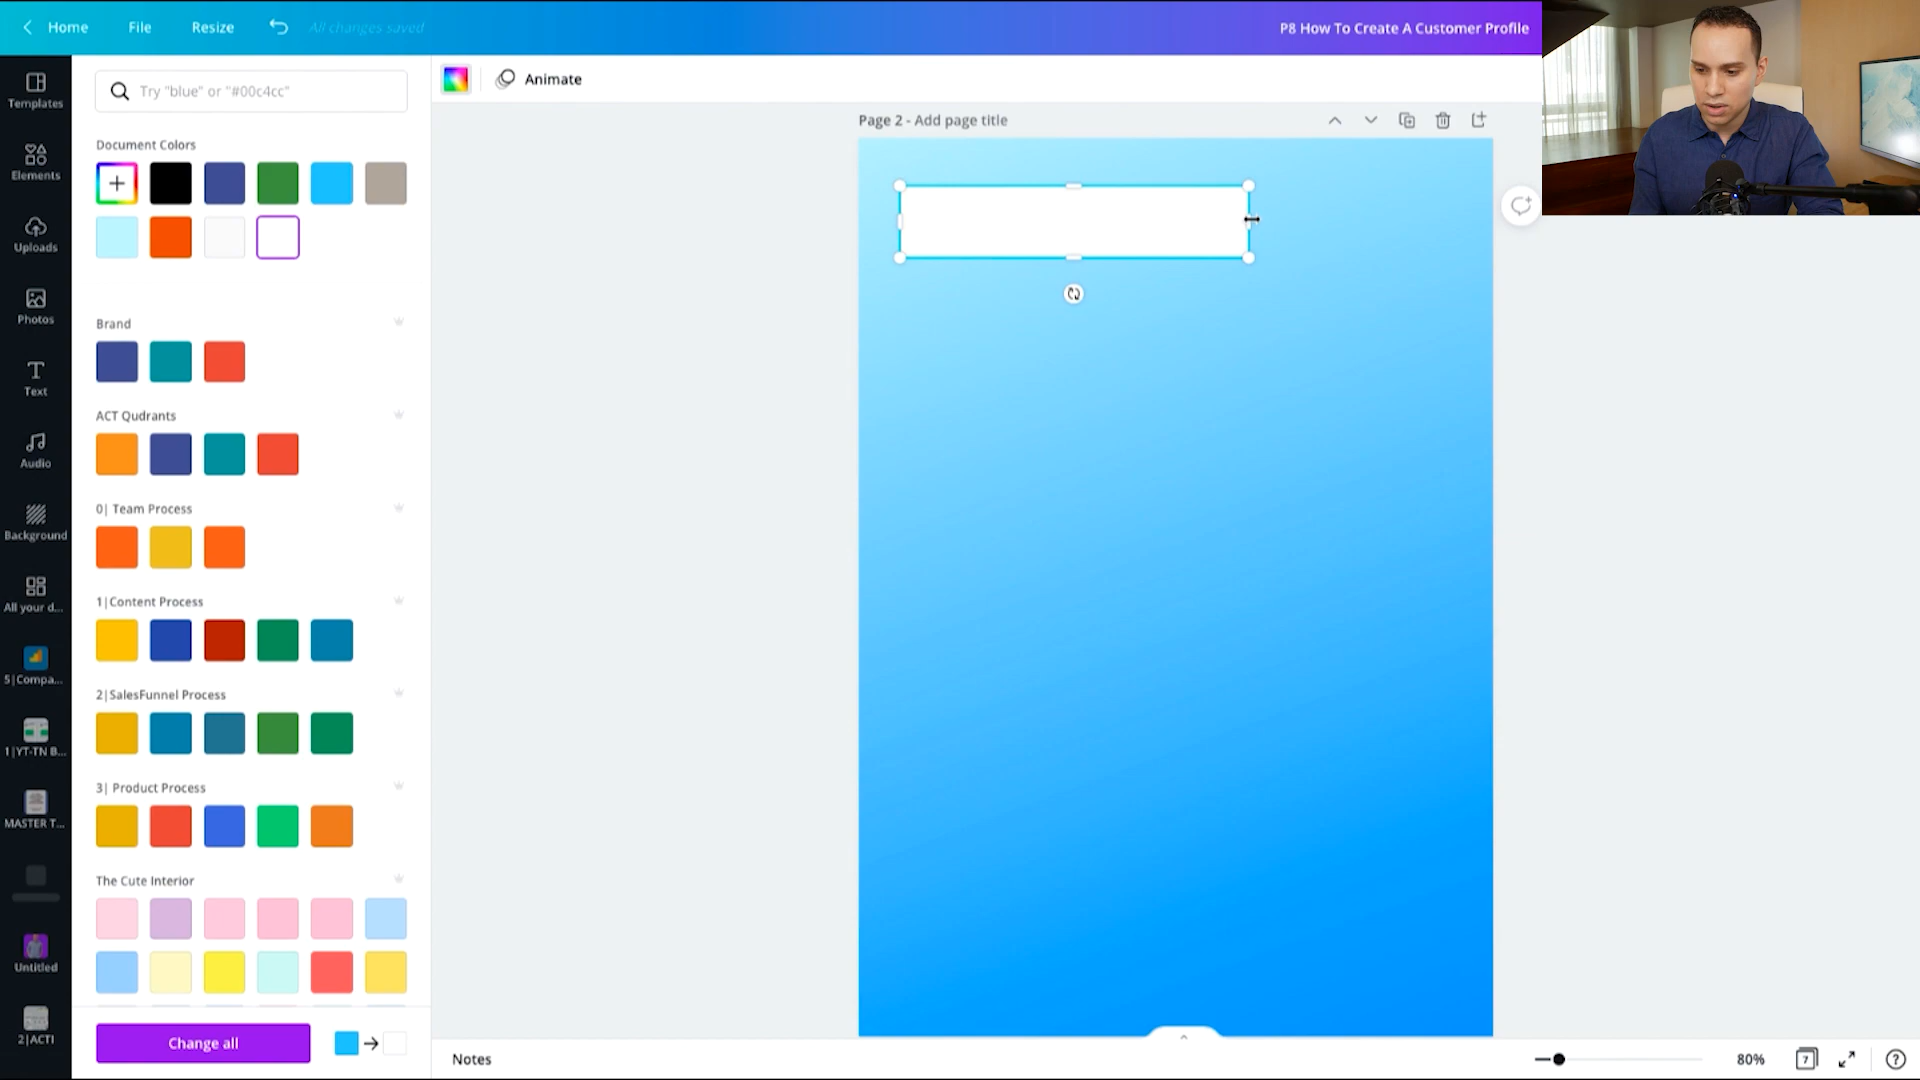 Home
File
Resize
All changes saved
P8 How To Create A Customer Profile
Templates
Elements
Uploads
Photos
Text
Audio
Background
All your d...
5|Compa...
1|YT-TN B...
MASTER T...
Untitled
2|ACTI
Try "blue" or "#00c4cc"
Document Colors
Brand
ACT Qudrants
0| Team Process
1|Content Process
2|SalesFunnel Process
3| Product Process
The Cute Interior
Change all
Animate
Page 2 - Add page title
Notes
80%
7
?